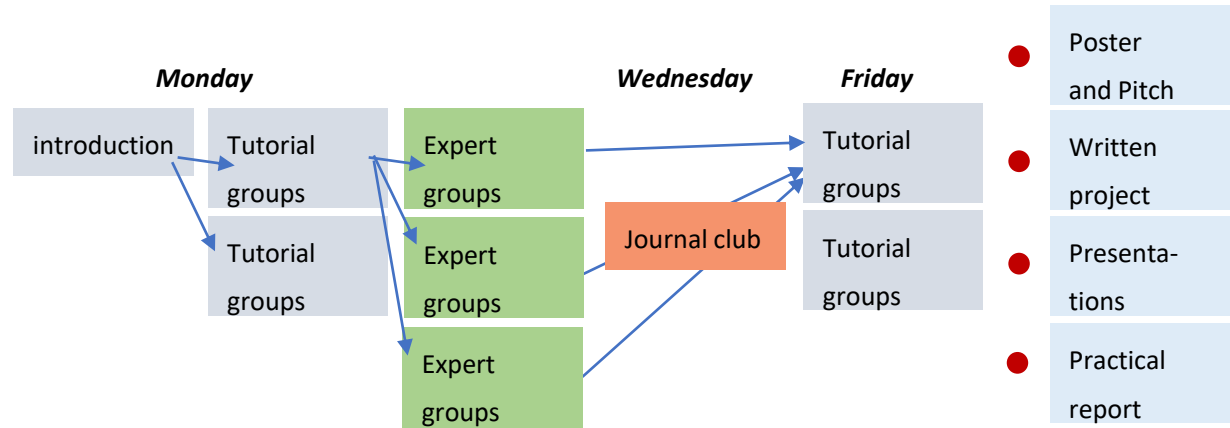 Monday
Wednesday
Friday
introduction
Tutorial
groups
Tutorial
groups
Expert
groups
Expert
groups
Expert
groups
Journal club
Tutorial
groups
Tutorial
groups
Poster
and Pitch
Written
project
Presenta-
tions
Practical
report